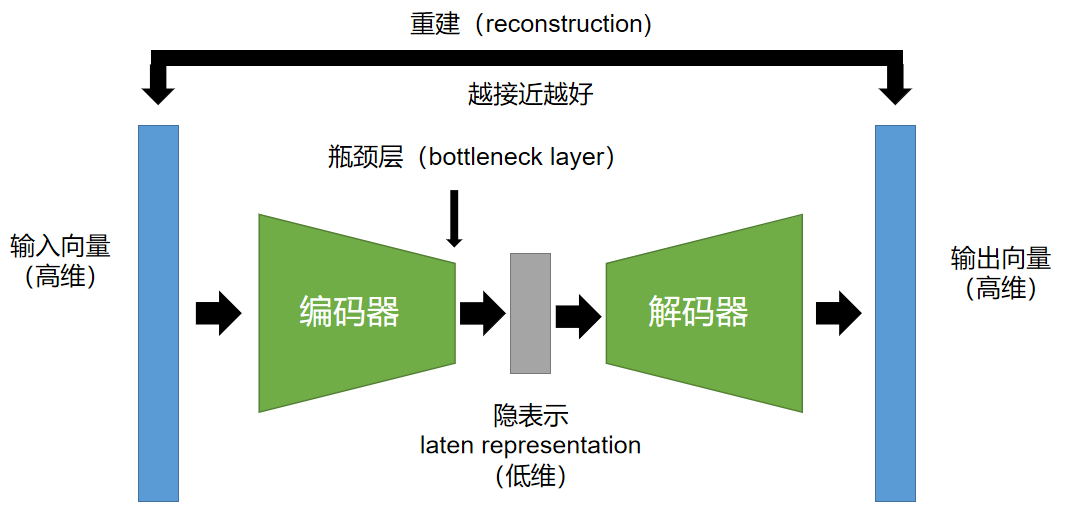 重建（reconstruction)
越接近越好
瓶颈层（bottleneck layer）
输入向量
（高维）
编码器
解码器
输出向量
（高维）
隐表示
laten representation
（低维）